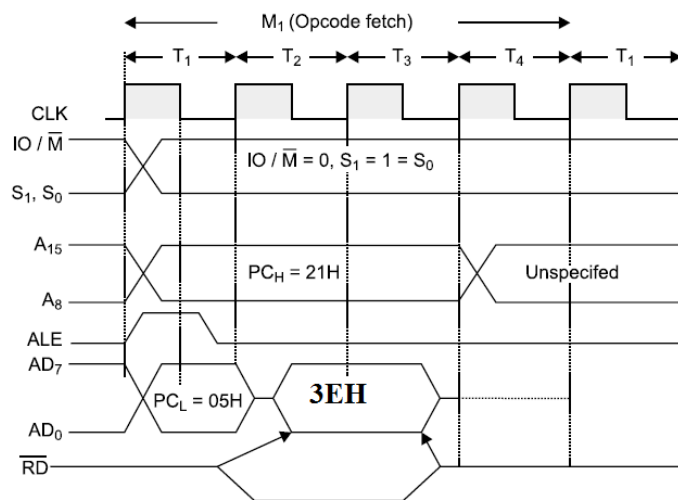 M₁ (Opcode fetch)
T₁ T₂ T₃ T₄ T₁
CLK
IO / M̅
IO / M̅ = 0, S₁ = 1 = S₀
S₁, S₀
A₁₅
PC_H = 21H Unspecifed
A₈
ALE
AD₇
PC_L = 05H 3EH
AD₀
R̅D̅